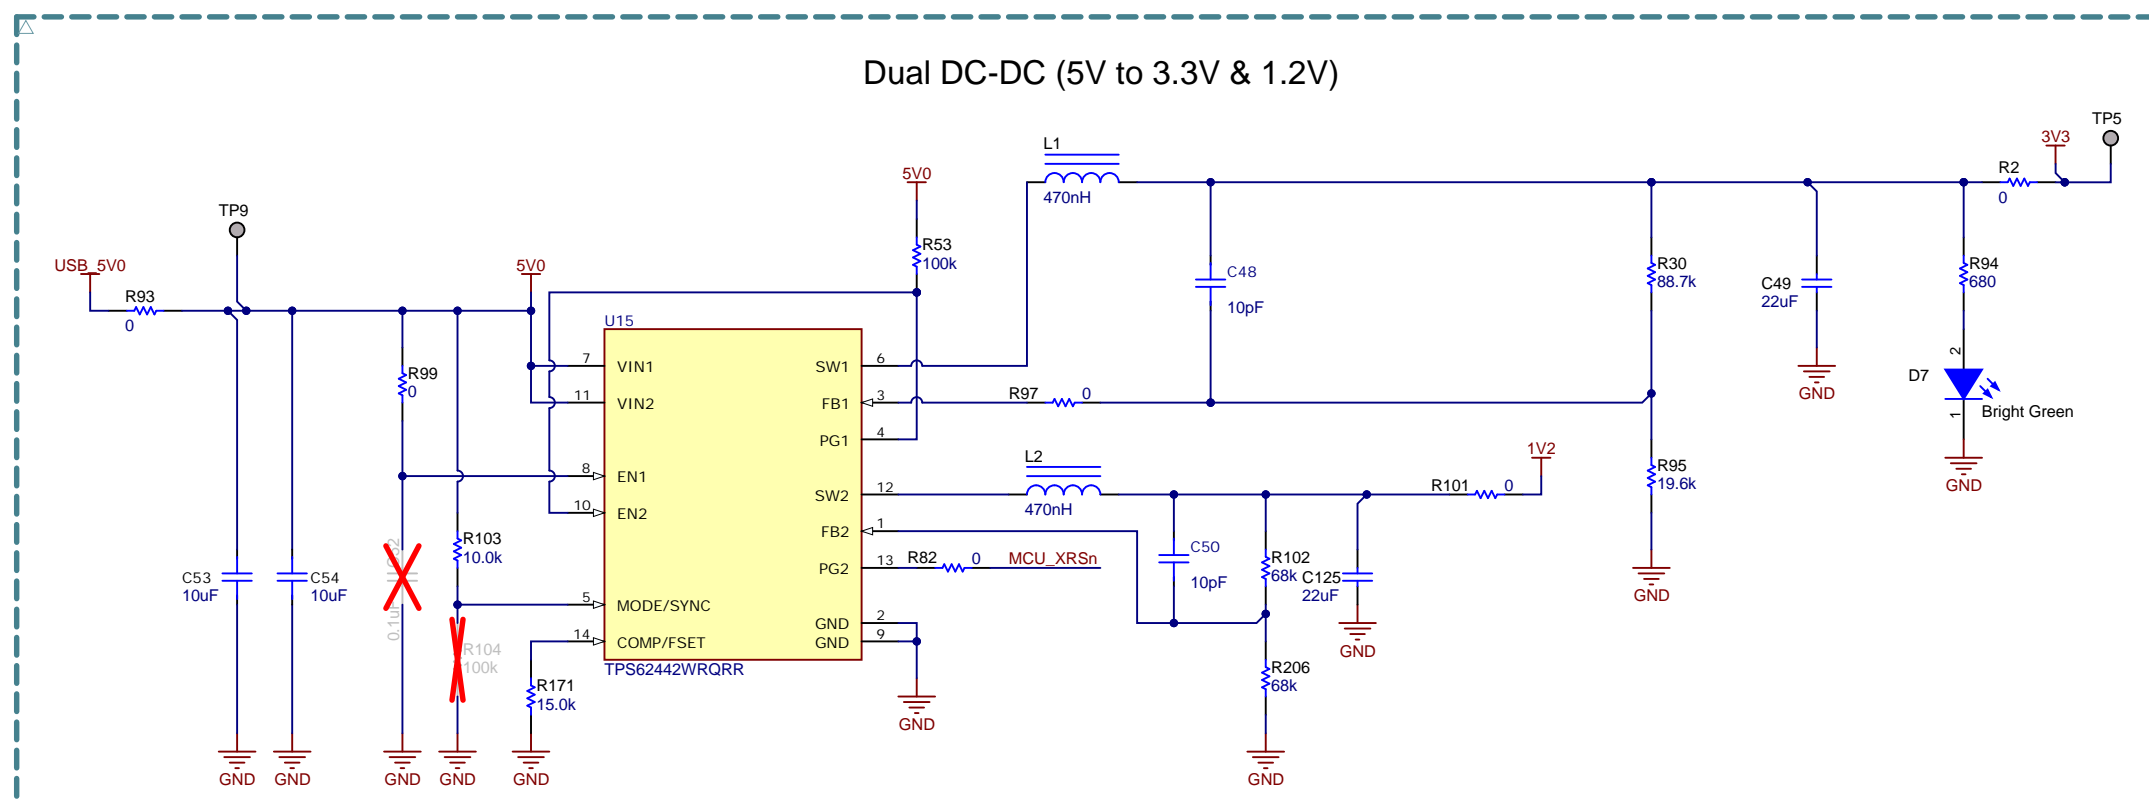 Dual DC-DC (5V to 3.3V & 1.2V)
TP5
3V3
R2
0
L1
470nH
5V0
R53
100k
TP9
USB_5V0
R93
0
5V0
C48
10pF
R30
88.7k
C49
22uF
GND
R94
680
2
D7
1
Bright Green
GND
U15
7
VIN1
11
VIN2
8
EN1
10
EN2
5
MODE/SYNC
14
COMP/FSET
SW1
6
FB1
3
PG1
4
SW2
12
FB2
1
PG2
13
GND
2
GND
9
TPS62442WRQRR
R99
0
R97
0
R103
10.0k
R104
100k
R171
15.0k
C53
10uF
C54
10uF
0.1uF
GND
GND
GND
GND
GND
GND
L2
470nH
R82
0
MCU_XRSn
C50
10pF
R102
68k
C125
22uF
GND
R206
68k
GND
R101
0
1V2
R95
19.6k
GND